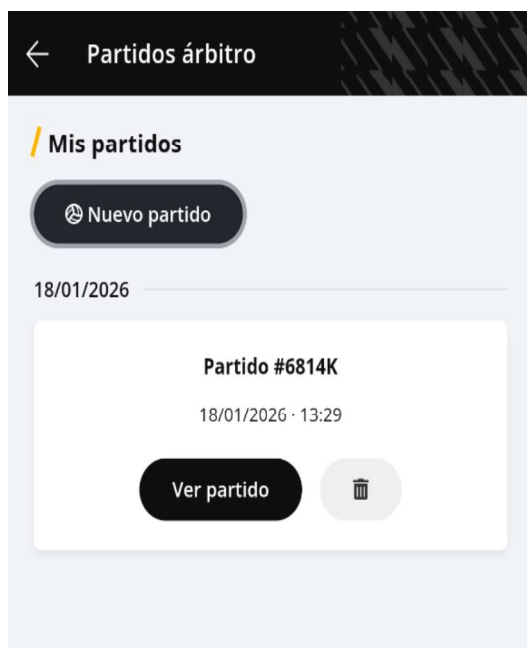 Partidos árbitro
Mis partidos
Nuevo partido
18/01/2026
Partido #6814K
18/01/2026 · 13:29
Ver partido